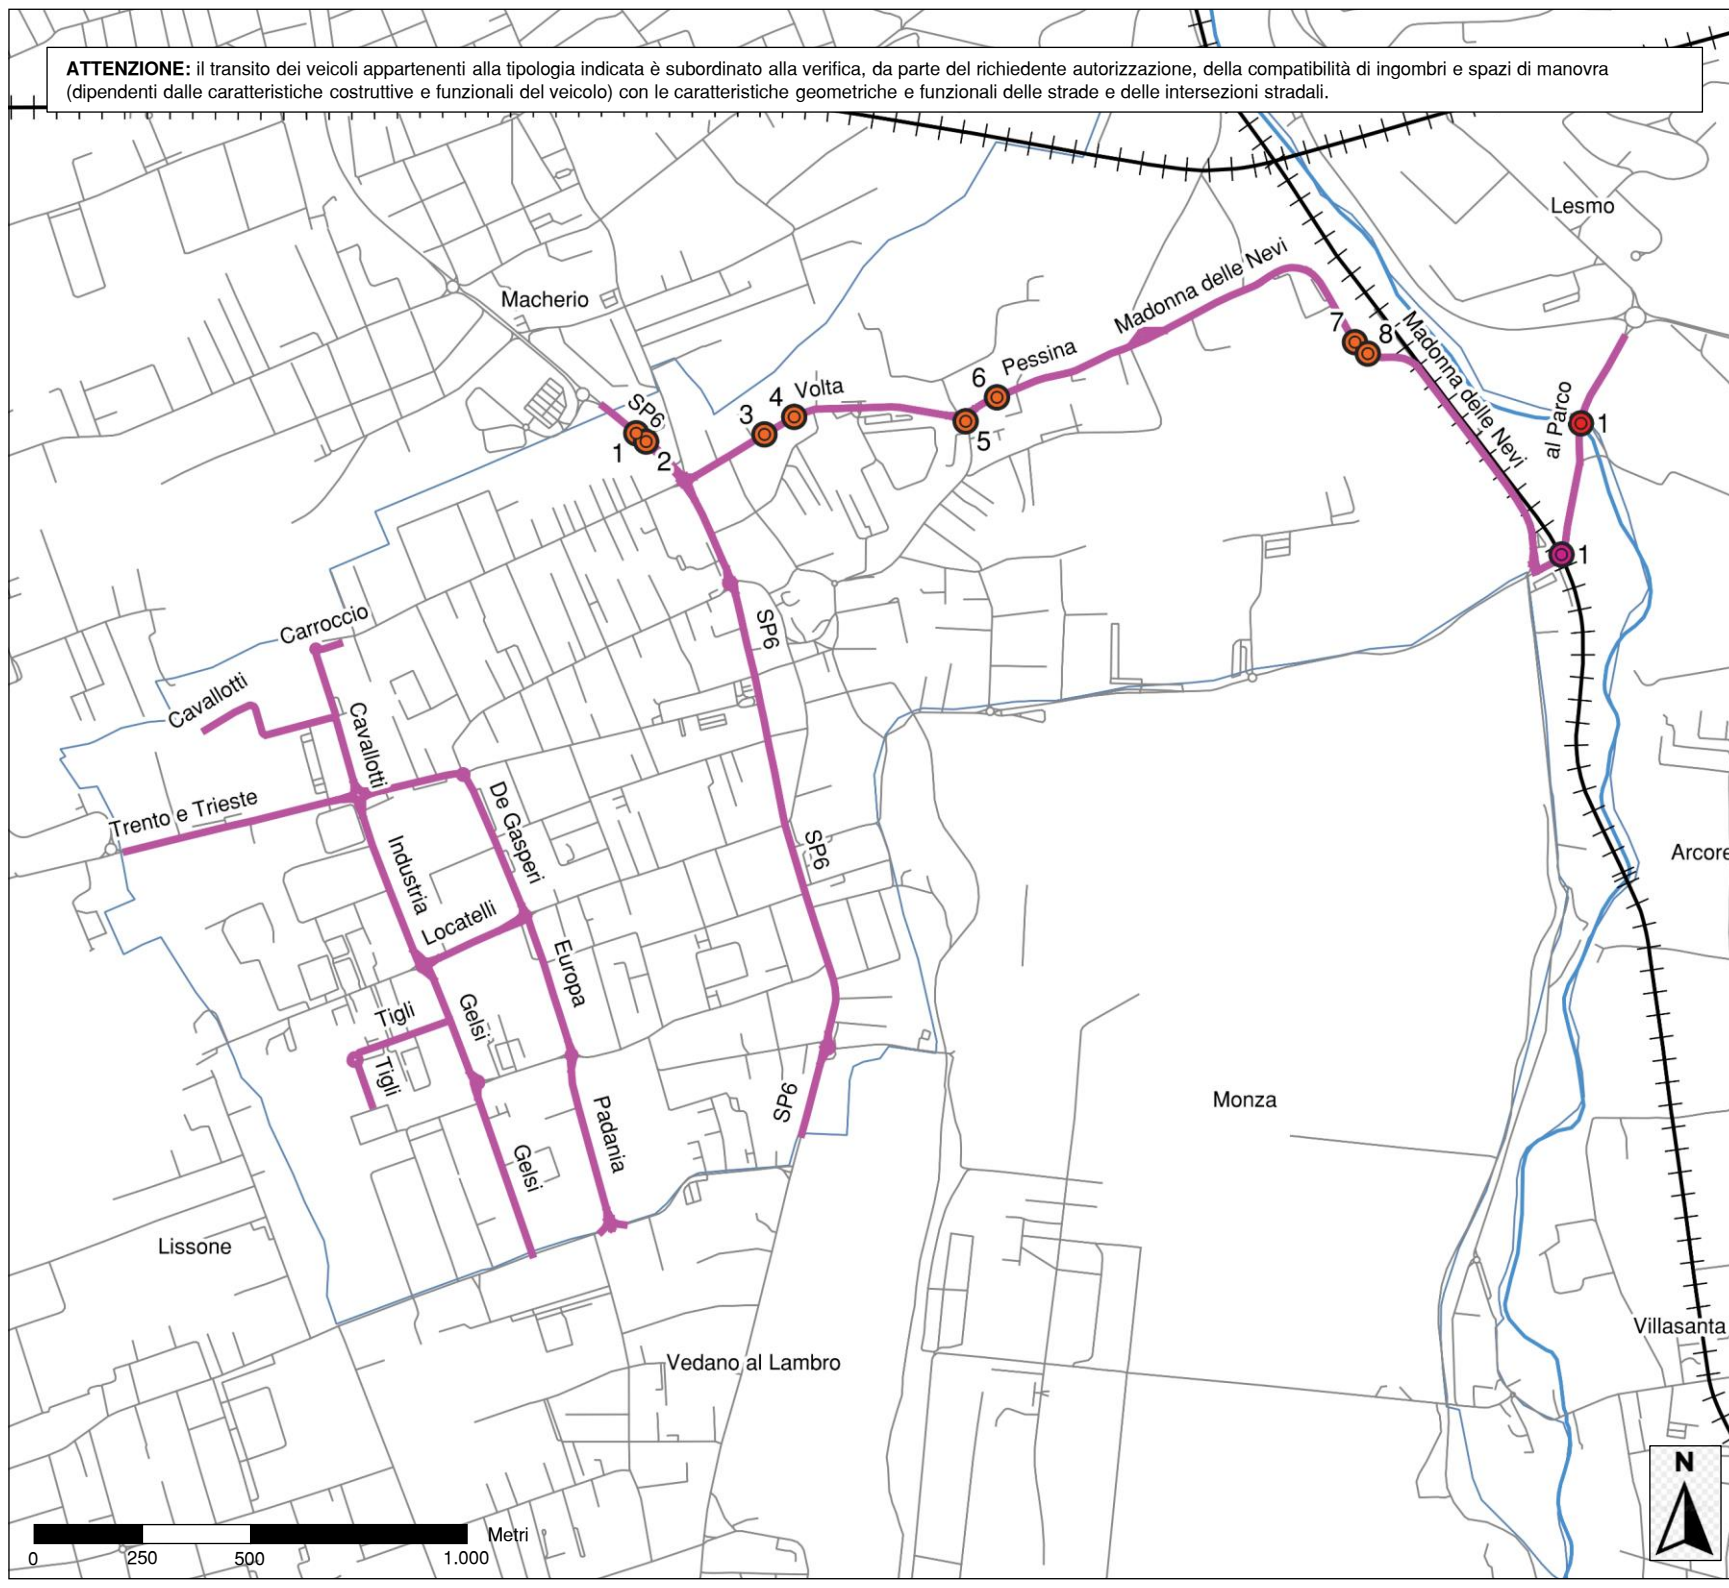 ATTENZIONE: il transito dei veicoli appartenenti alla tipologia indicata è subordinato alla verifica, da parte del richiedente autorizzazione, della compatibilità di ingombri e spazi di manovra
(dipendenti dalle caratteristiche costruttive e funzionali del veicolo) con le caratteristiche geometriche e funzionali delle strade e delle intersezioni stradali.
Lesmo
Macherio
Madonna delle Nevi
7
8
Madonna delle Nevi
Pessina
6
5
Volta
4
3
SP6
1
2
al Parco
1
1
SP6
Carroccio
Cavallotti
Cavallotti
Trento e Trieste
De Gasperi
Industria
Locatelli
SP6
Arcore
Europa
Gelsi
Tigli
Tigli
SP6
Monza
Padania
Gelsi
Lissone
Villasanta
Vedano al Lambro
N
Metri
0 250 500 1.000